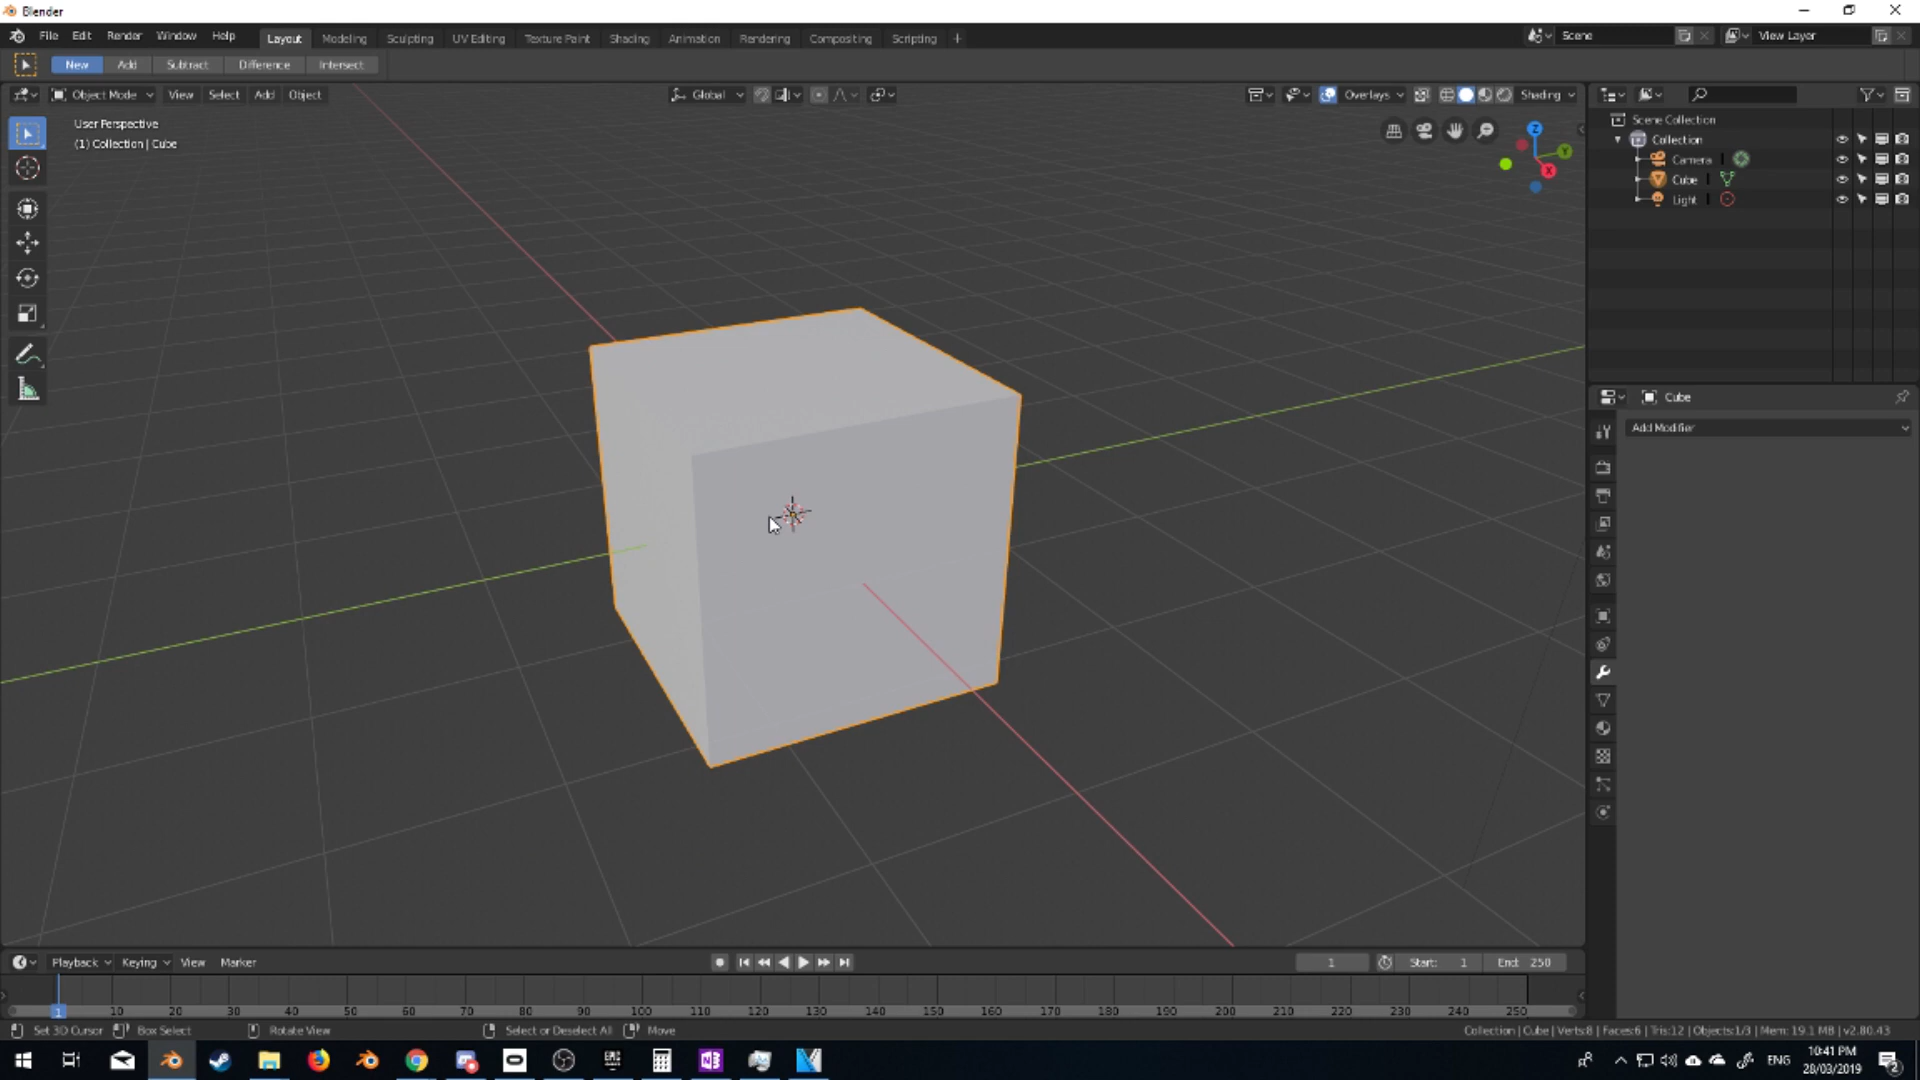 Blender
File Edit Render Window Help Layout Modeling Sculpting UV Editing Texture Paint Shading Animation Rendering Compositing Scripting + Scene View Layer
New Add Subtract Difference Intersect
Object Mode View Select Add Object Global Overlays Shading
User Perspective
(1) Collection | Cube
Z
Y
X
Scene Collection
Collection
Camera
Cube
Light
Cube
Add Modifier
Playback Keying View Marker 1 Start: 1 End: 250
1 10 20 30 40 50 60 70 80 90 100 110 120 130 140 150 160 170 180 190 200 210 220 230 240 250
Set 3D Cursor Box Select Rotate View Select or Deselect All Move Collection | Cube | Verts:8 | Faces:6 | Tris:12 | Objects:1/3 | Mem: 19.1 MB | v2.80.43
ENG 10:41 PM
28/03/2019
2